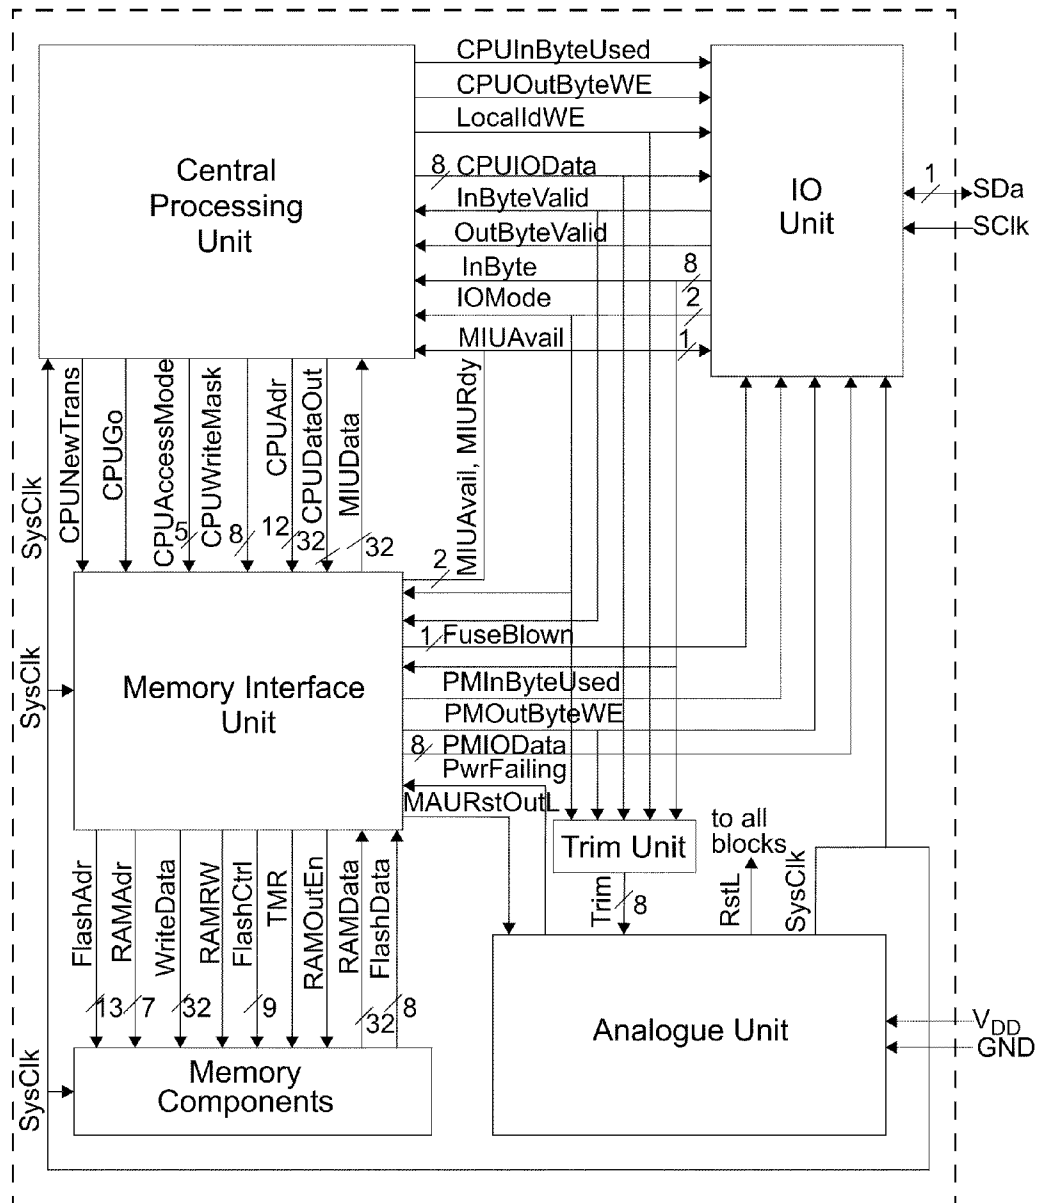 CPUInByteUsed
CPUOutByteWE
LocalIdWE
8 CPUIOData
InByteValid
OutByteValid
InByte 8
IOMode 2
MIUAvail 1
Central
Processing
Unit
IO
Unit
1 SDa
SClk
SysClk
CPUNewTrans
CPUGo
CPUAccessMode
5
CPUWriteMask
8
CPUAdr
12
CPUDataOut
32
MIUData
32
MIUAvail, MIURdy
2
SysClk
Memory Interface
Unit
1 FuseBlown
PMInByteUsed
PMOutByteWE
8 PMIOData
PwrFailing
MAURstOutL
Trim Unit
to all
blocks
Trim
8
RstL
SysClk
FlashAdr
13
RAMAdr
7
WriteData
32
RAMRW
FlashCtrl
9
TMR
RAMOutEn
RAMData
32
FlashData
8
SysClk
Memory
Components
Analogue Unit
VDD
GND